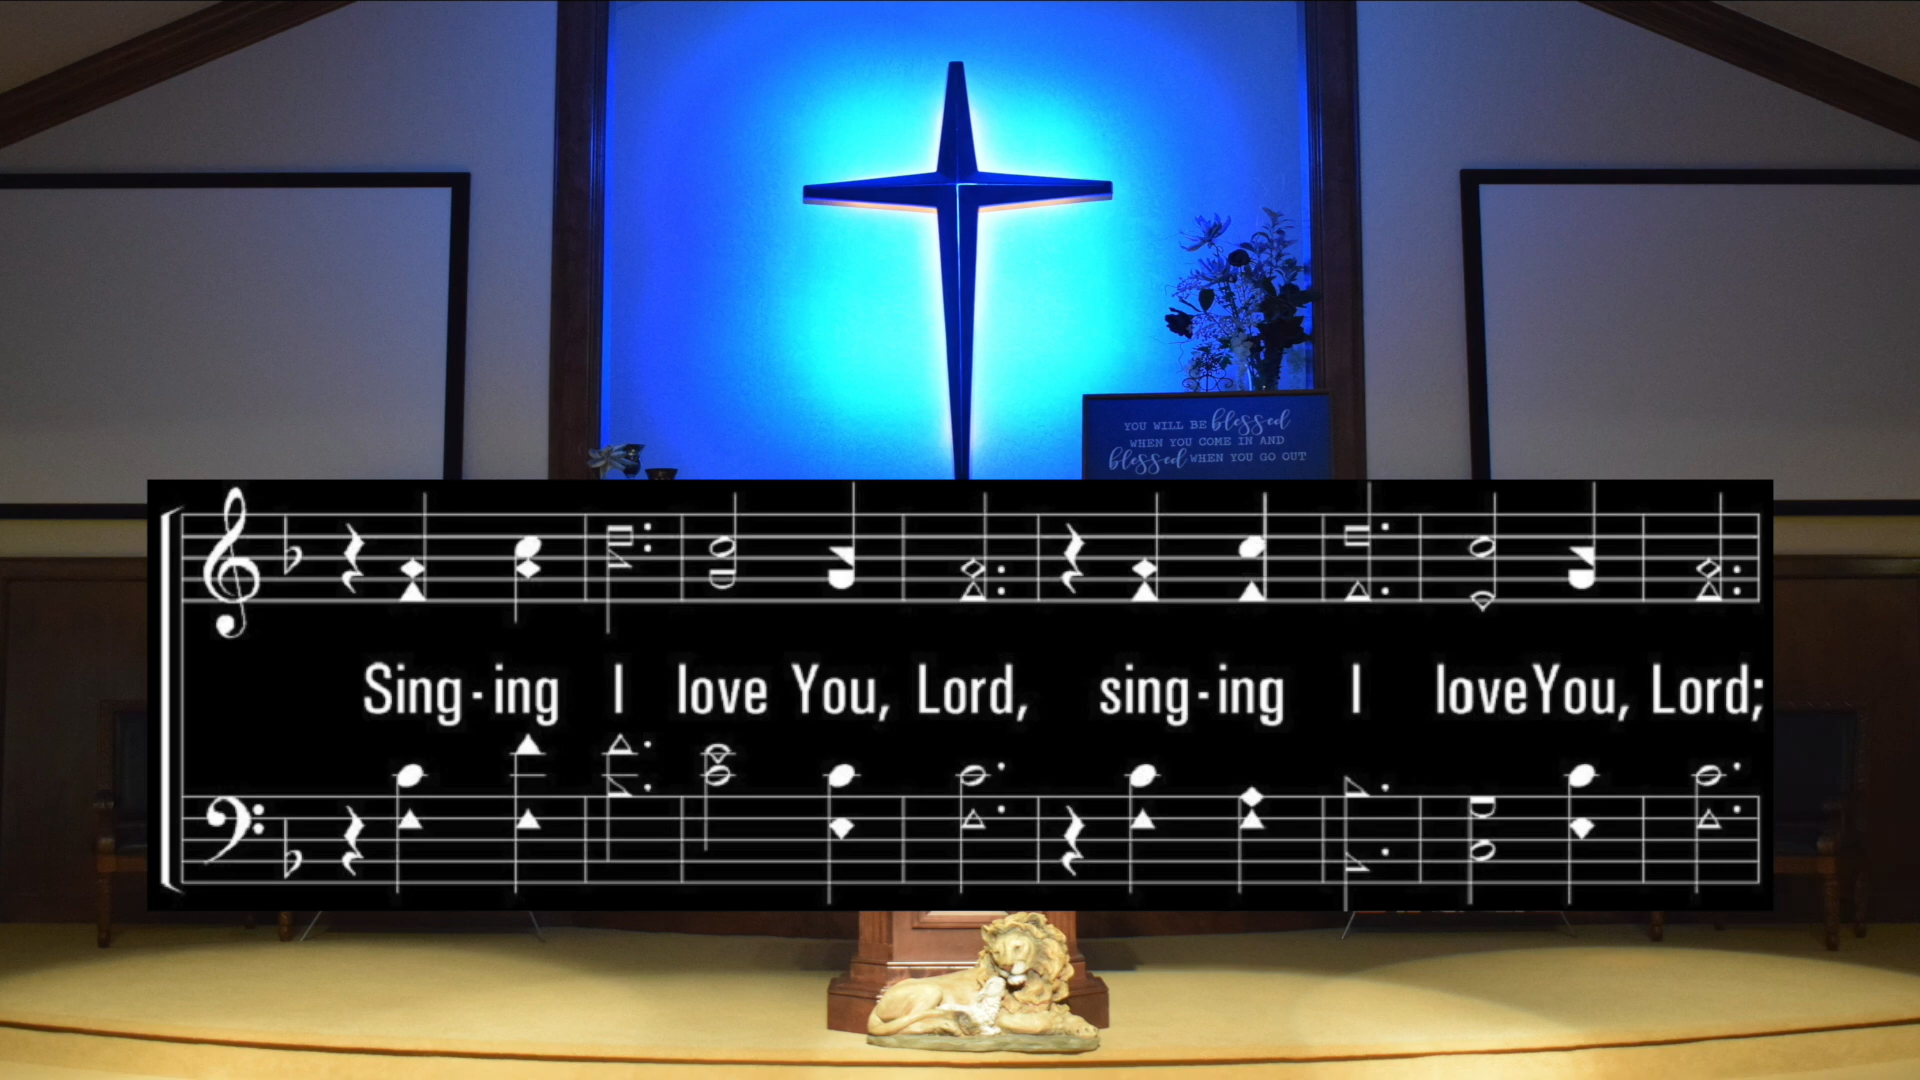 YOU WILL BE blessed
WHEN YOU COME IN AND
blessed WHEN YOU GO OUT
Sing-ing I love You, Lord, sing-ing I love You, Lord;